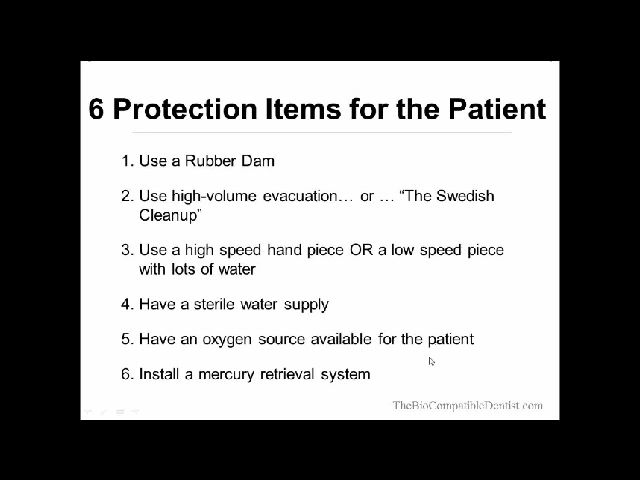 6 Protection Items for the Patient
1. Use a Rubber Dam
2. Use high-volume evacuation… or … “The Swedish
Cleanup”
3. Use a high speed hand piece OR a low speed piece
with lots of water
4. Have a sterile water supply
5. Have an oxygen source available for the patient
6. Install a mercury retrieval system
TheBioCompatibleDentist.com